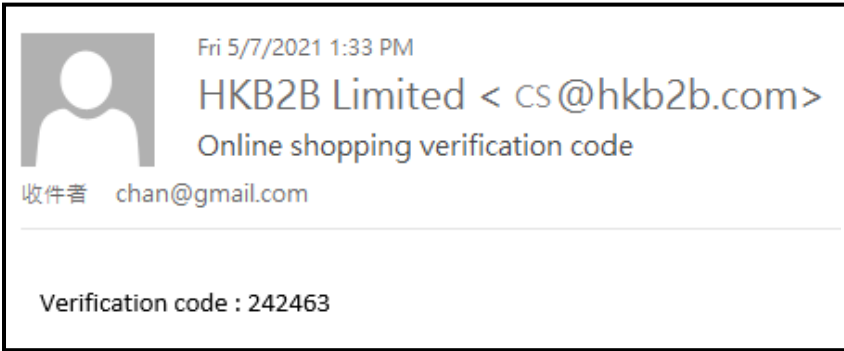 Fri 5/7/2021 1:33 PM
HKB2B Limited < cs@hkb2b.com>
Online shopping verification code
收件者 chan@gmail.com
Verification code : 242463